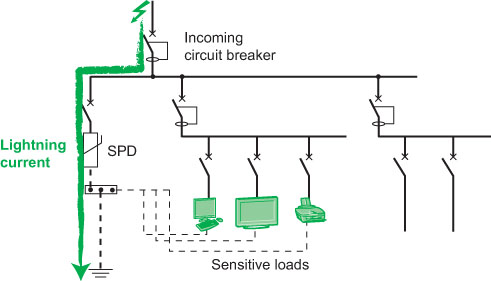 Incoming
circuit breaker
Lightning
current
SPD
Sensitive loads